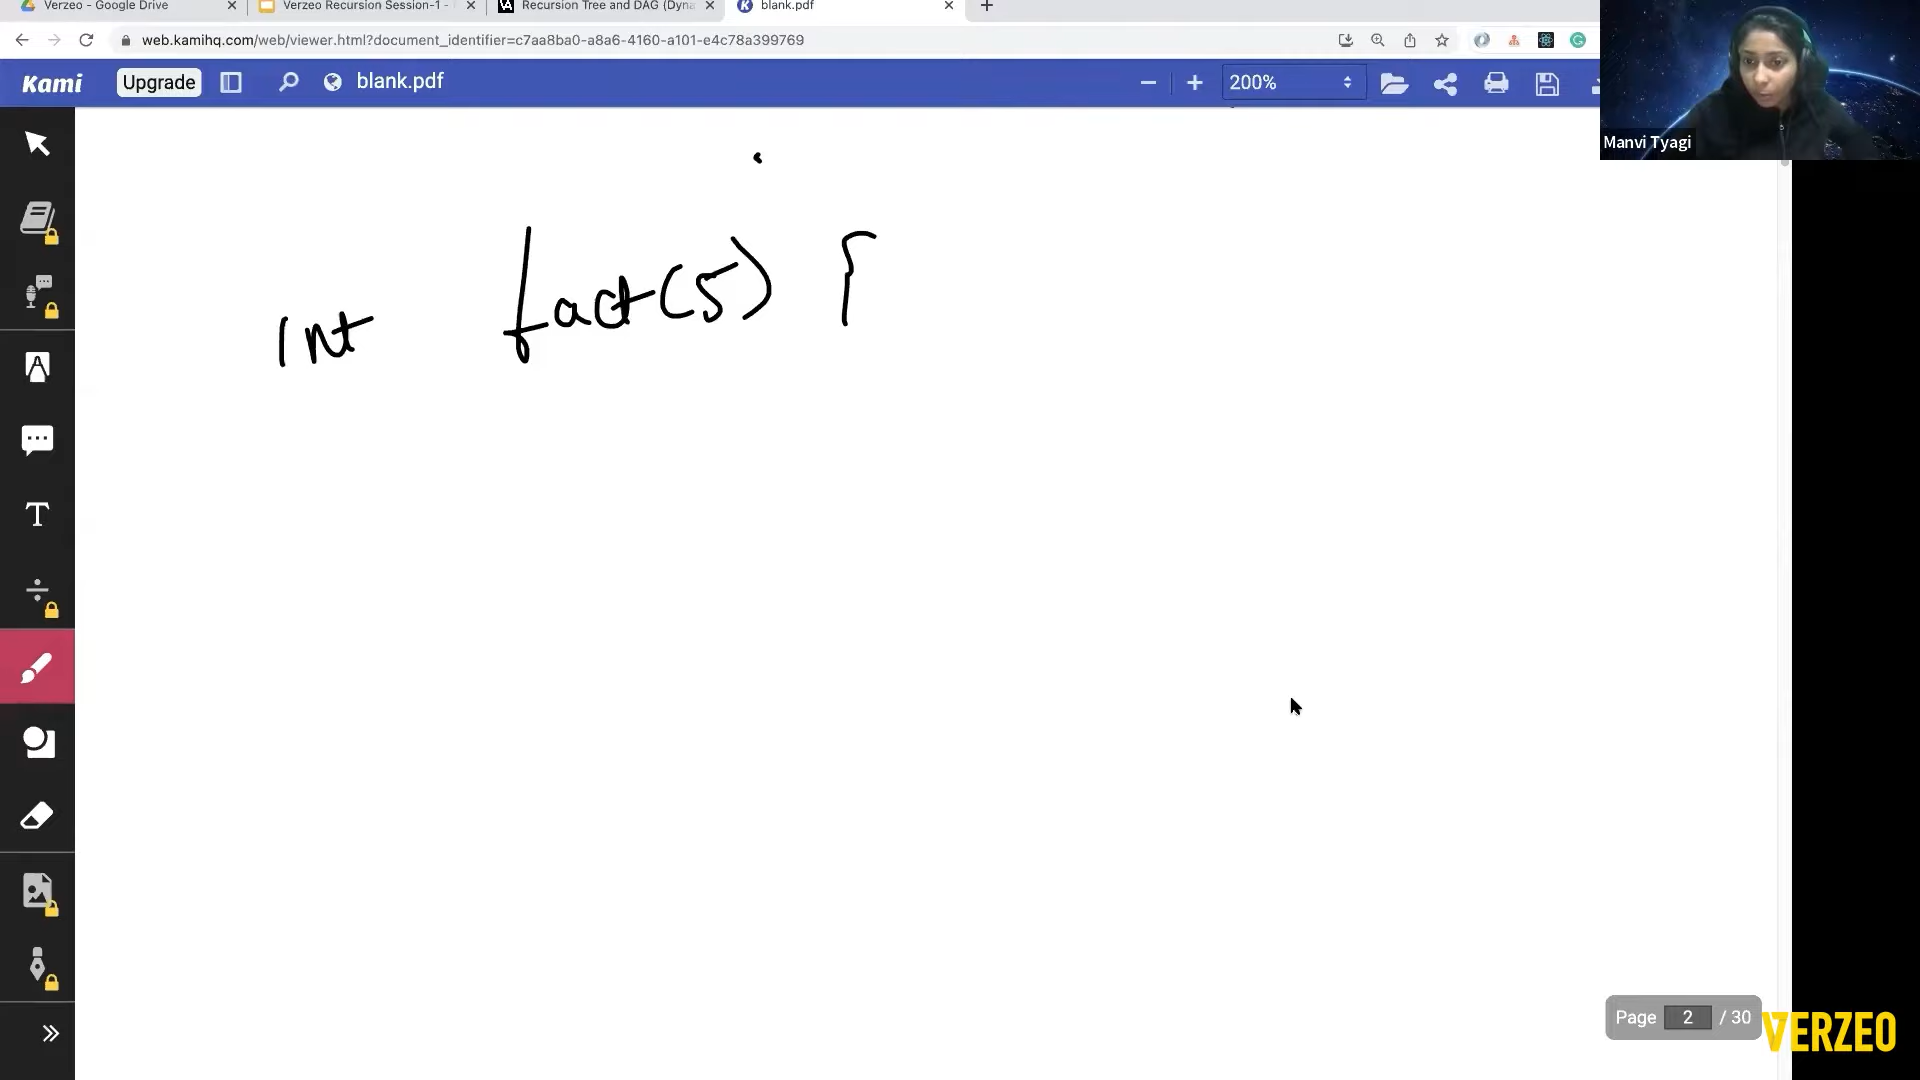 Verzeo - Google Drive
Verzeo Recursion Session-1 -
Recursion Tree and DAG (Dyna
blank.pdf
web.kamihq.com/web/viewer.html?document_identifier=c7aa8ba0-a8a6-4160-a101-e4c78a399769
Kami
Upgrade
blank.pdf
200%
Manvi Tyagi
int fact(5) {
Page 2 / 30
VERZEO